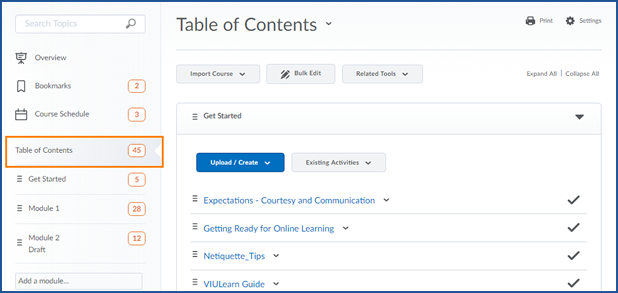 Search Topics
Overview
Bookmarks 2
Course Schedule 3
Table of Contents 45
Get Started 5
Module 1 28
Module 2 12
Draft
Add a module...
Table of Contents
Print Settings
Import Course Bulk Edit Related Tools
Expand All | Collapse All
Get Started
Upload / Create Existing Activities
Expectations - Courtesy and Communication
Getting Ready for Online Learning
Netiquette_Tips
VIULearn Guide